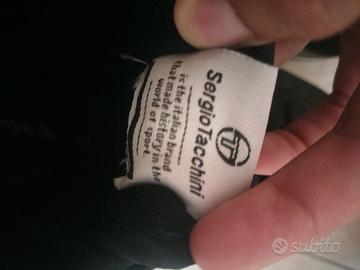 SergioTacchini
is the italian brand
that made history in the
world of sport.
subito